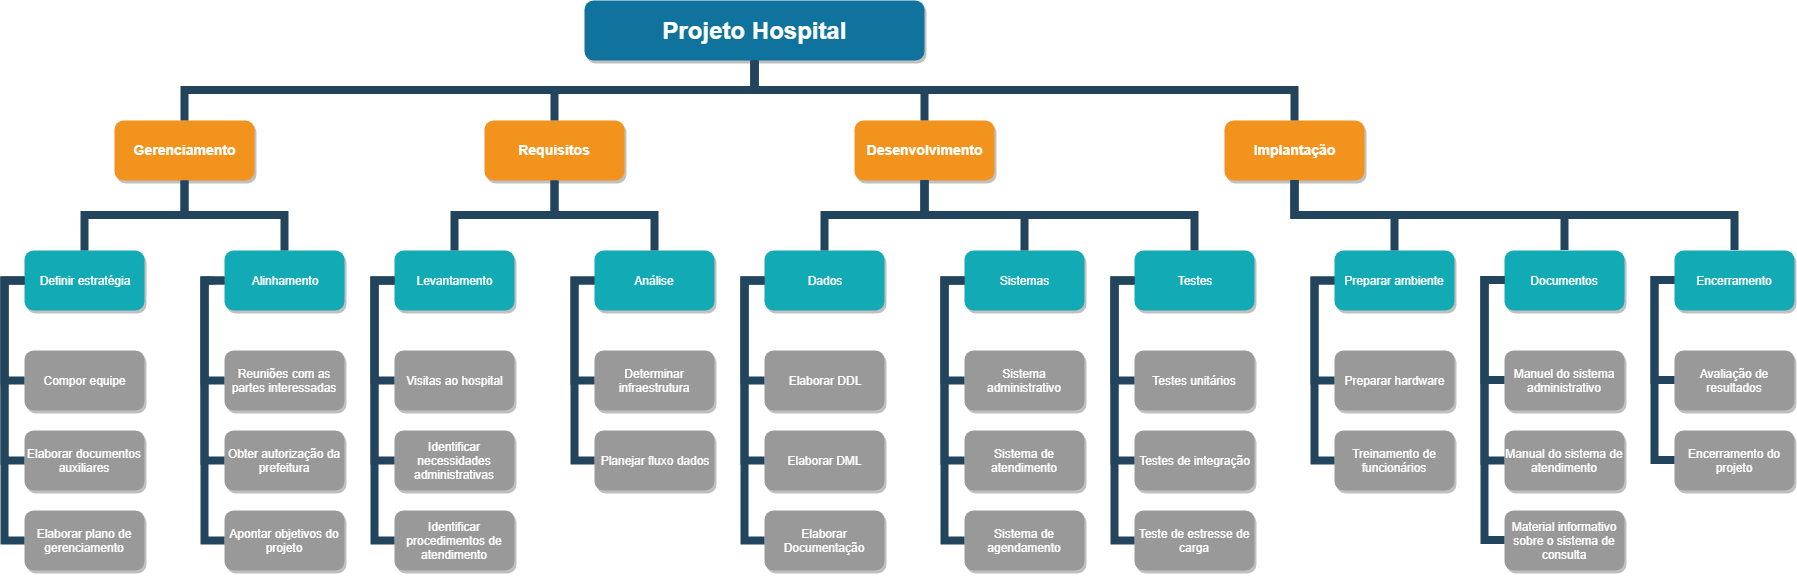 Projeto Hospital
Gerenciamento
Requisitos
Desenvolvimento
Implantação
Definir estratégia
Alinhamento
Levantamento
Análise
Dados
Sistemas
Testes
Preparar ambiente
Documentos
Encerramento
Compor equipe
Reuniões com as
partes interessadas
Visitas ao hospital
Determinar
infraestrutura
Elaborar DDL
Sistema
administrativo
Testes unitários
Preparar hardware
Manuel do sistema
administrativo
Avaliação de
resultados
Elaborar documentos
auxiliares
Obter autorização da
prefeitura
Identificar
necessidades
administrativas
Planejar fluxo dados
Elaborar DML
Sistema de
atendimento
Testes de integração
Treinamento de
funcionários
Manual do sistema de
atendimento
Encerramento do
projeto
Elaborar plano de
gerenciamento
Apontar objetivos do
projeto
Identificar
procedimentos de
atendimento
Elaborar
Documentação
Sistema de
agendamento
Teste de estresse de
carga
Material informativo
sobre o sistema de
consulta